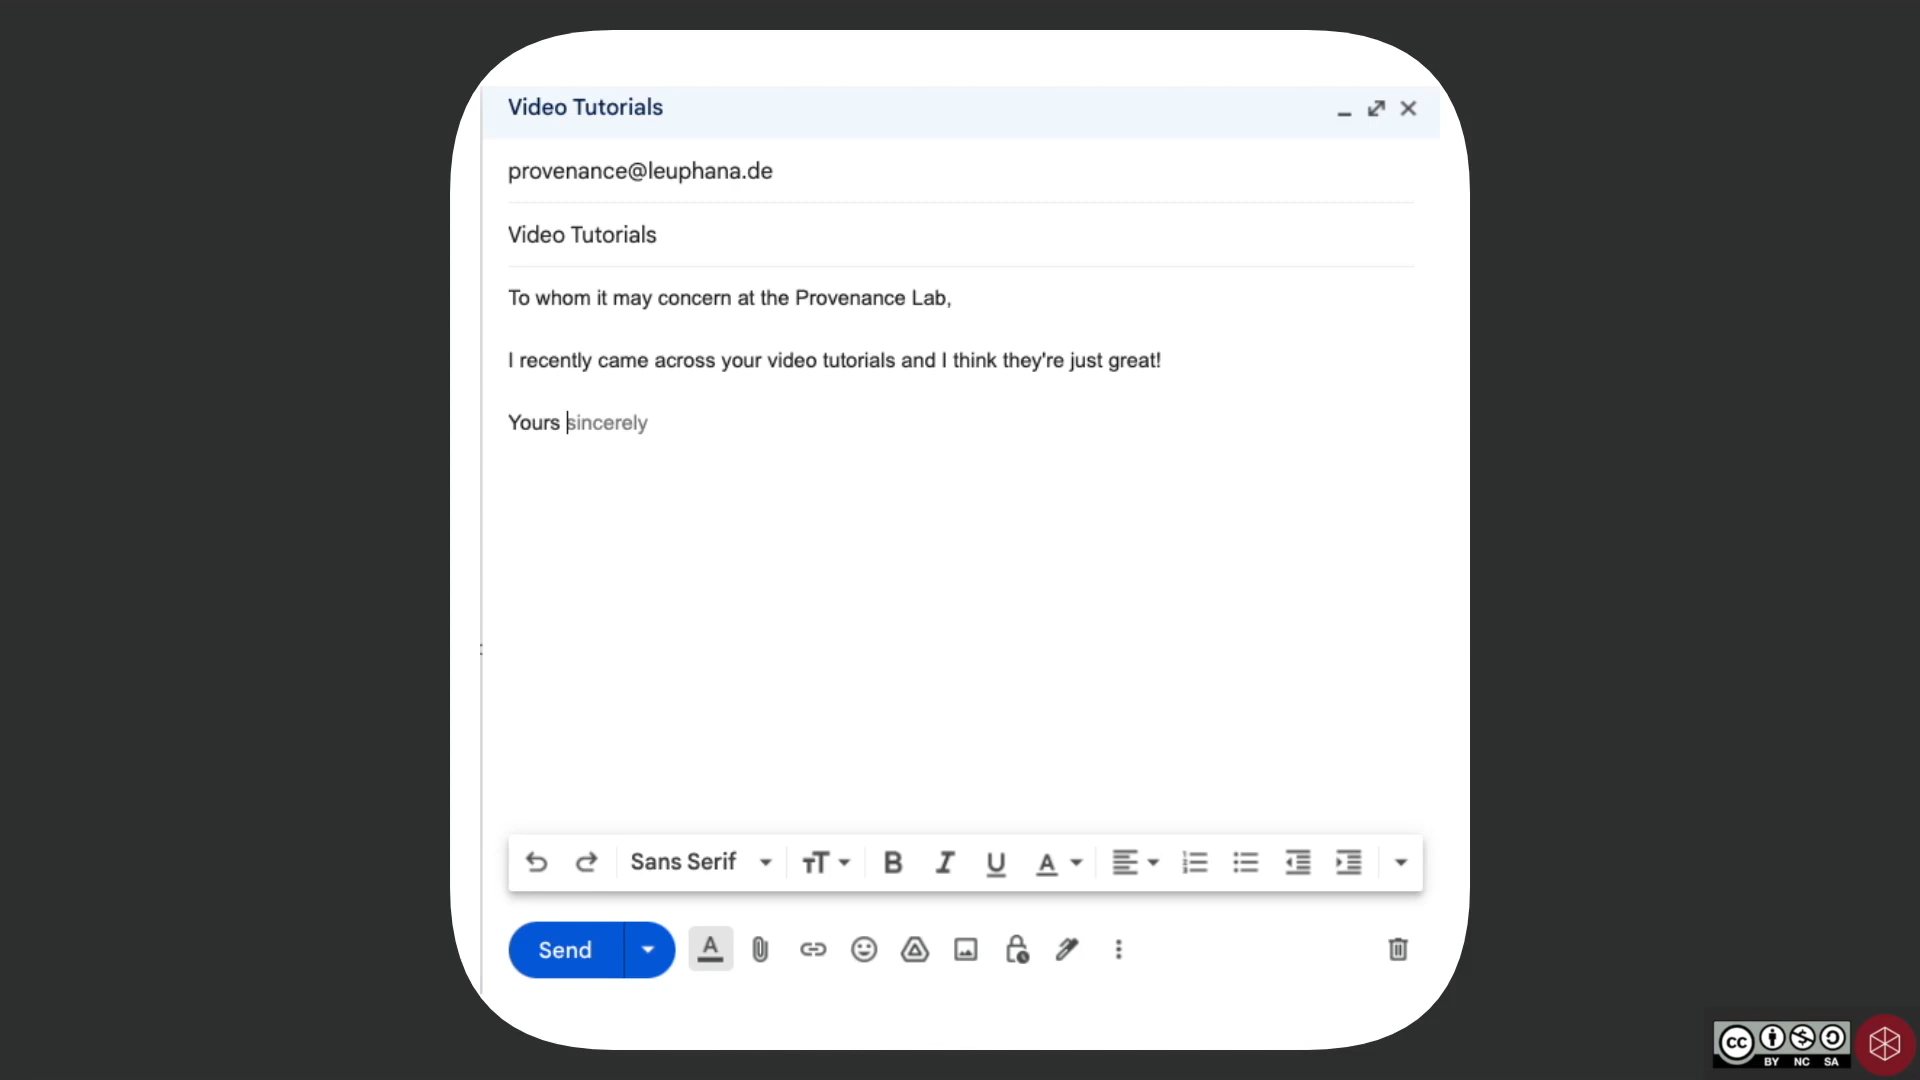 Video Tutorials
provenance@leuphana.de
Video Tutorials
To whom it may concern at the Provenance Lab,
I recently came across your video tutorials and I think they're just great!
Yours sincerely
Sans Serif
Send
CC BY NC SA